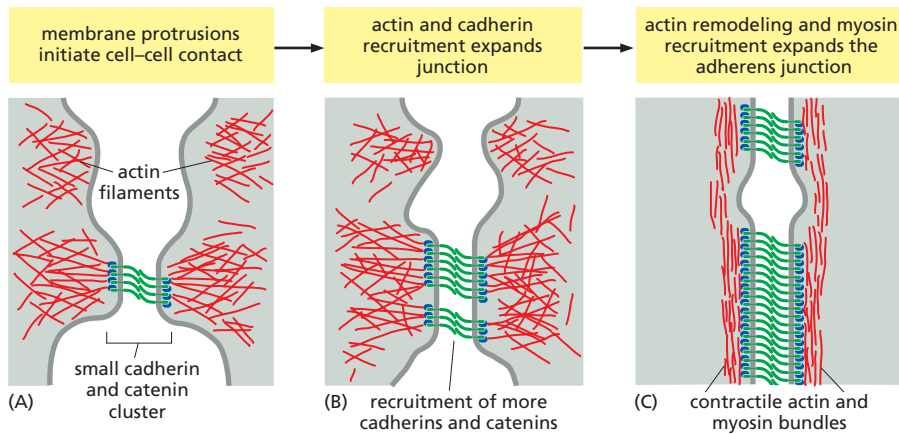 membrane protrusions
initiate cell–cell contact
actin and cadherin
recruitment expands
junction
actin remodeling and myosin
recruitment expands the
adherens junction
actin
filaments
small cadherin
and catenin
cluster
(A)
recruitment of more
cadherins and catenins
(B)
contractile actin and
myosin bundles
(C)